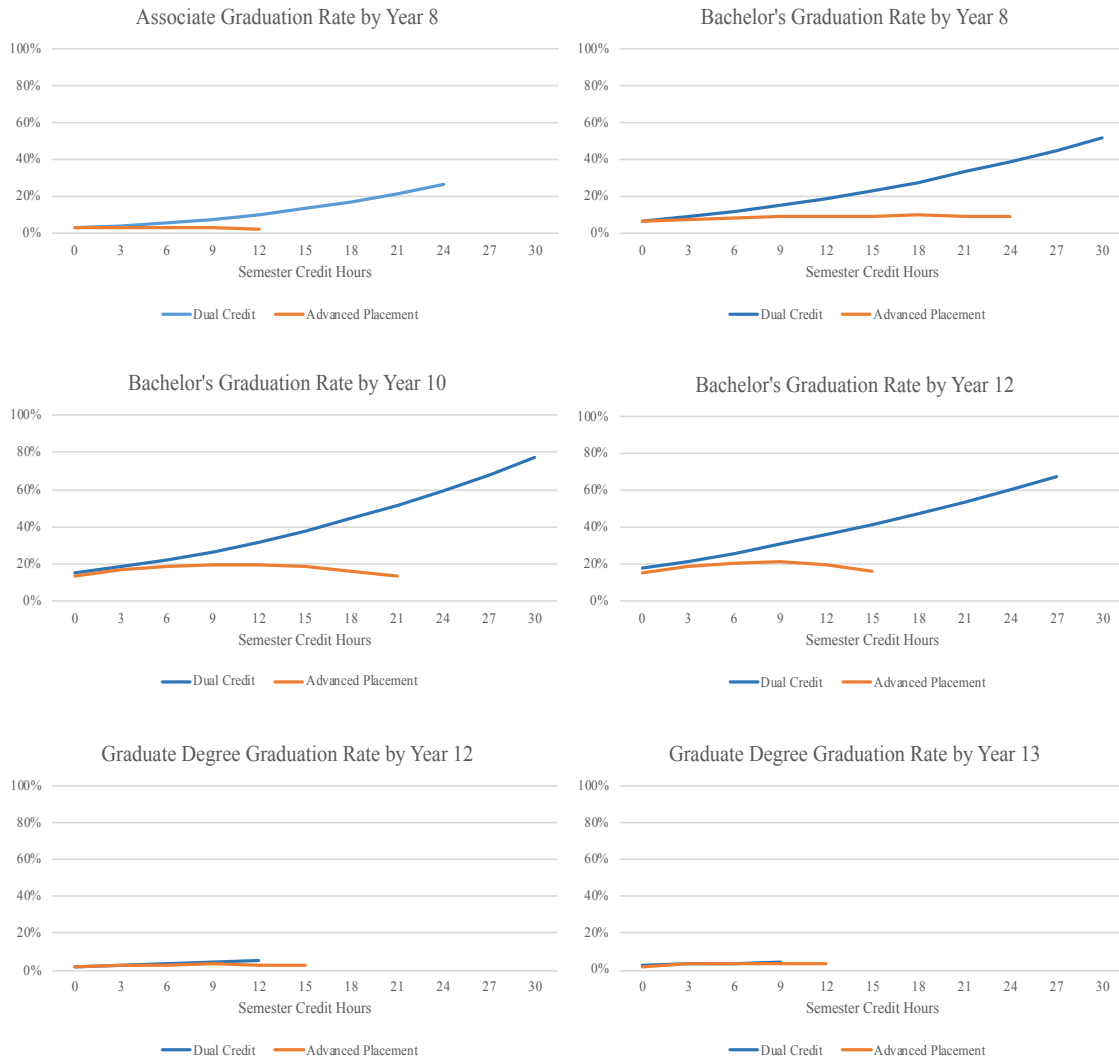 Associate Graduation Rate by Year 8
100%
80%
60%
40%
20%
0%
0 3 6 9 12 15 18 21 24 27 30
Semester Credit Hours
Dual Credit Advanced Placement
Bachelor's Graduation Rate by Year 8
100%
80%
60%
40%
20%
0%
0 3 6 9 12 15 18 21 24 27 30
Semester Credit Hours
Dual Credit Advanced Placement
Bachelor's Graduation Rate by Year 10
100%
80%
60%
40%
20%
0%
0 3 6 9 12 15 18 21 24 27 30
Semester Credit Hours
Dual Credit Advanced Placement
Bachelor's Graduation Rate by Year 12
100%
80%
60%
40%
20%
0%
0 3 6 9 12 15 18 21 24 27 30
Semester Credit Hours
Dual Credit Advanced Placement
Graduate Degree Graduation Rate by Year 12
100%
80%
60%
40%
20%
0%
0 3 6 9 12 15 18 21 24 27 30
Semester Credit Hours
Dual Credit Advanced Placement
Graduate Degree Graduation Rate by Year 13
100%
80%
60%
40%
20%
0%
0 3 6 9 12 15 18 21 24 27 30
Semester Credit Hours
Dual Credit Advanced Placement